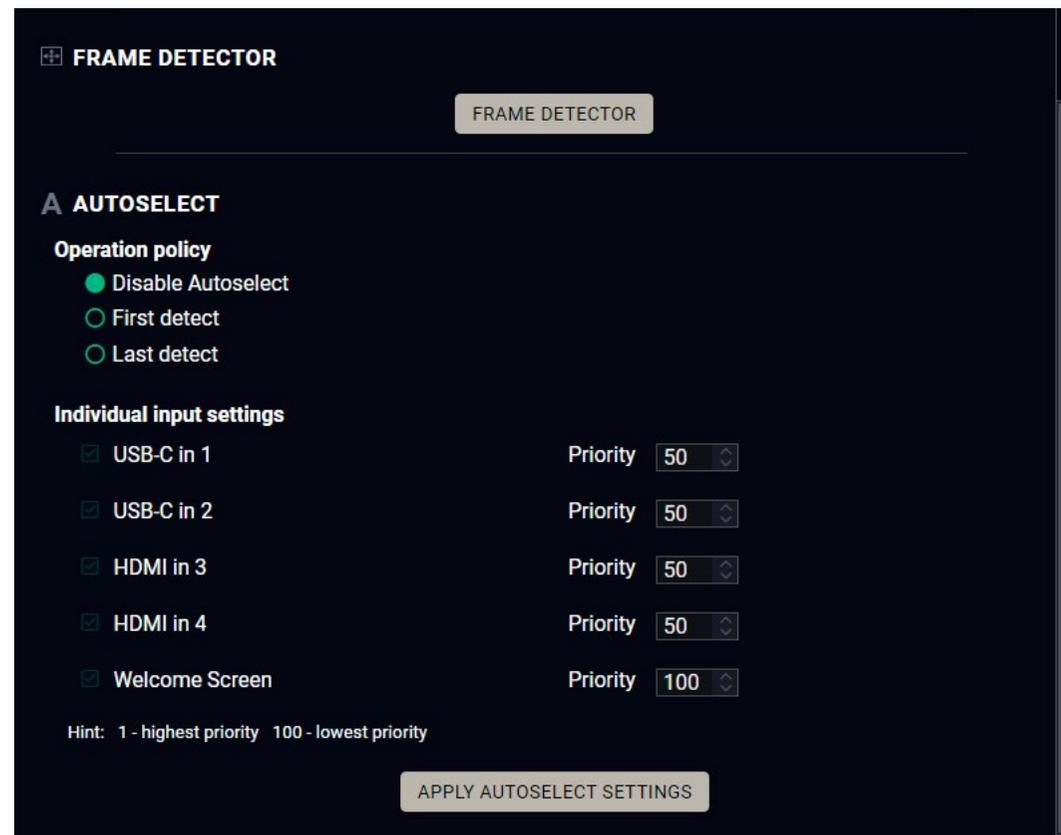 FRAME DETECTOR
FRAME DETECTOR
A AUTOSELECT
Operation policy
Disable Autoselect
First detect
Last detect
Individual input settings
USB-C in 1 Priority 50
USB-C in 2 Priority 50
HDMI in 3 Priority 50
HDMI in 4 Priority 50
Welcome Screen Priority 100
Hint: 1 - highest priority 100 - lowest priority
APPLY AUTOSELECT SETTINGS